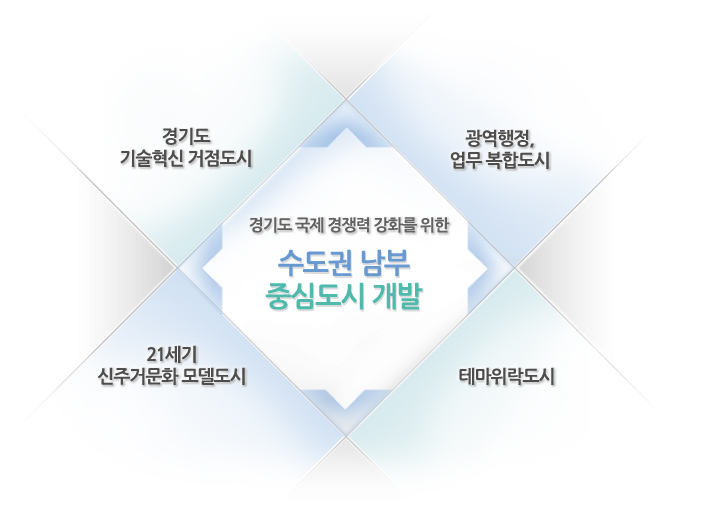 경기도
기술혁신 거점도시
광역행정,
업무 복합도시
경기도 국제 경쟁력 강화를 위한
수도권 남부
중심도시 개발
21세기
신주거문화 모델도시
테마위락도시